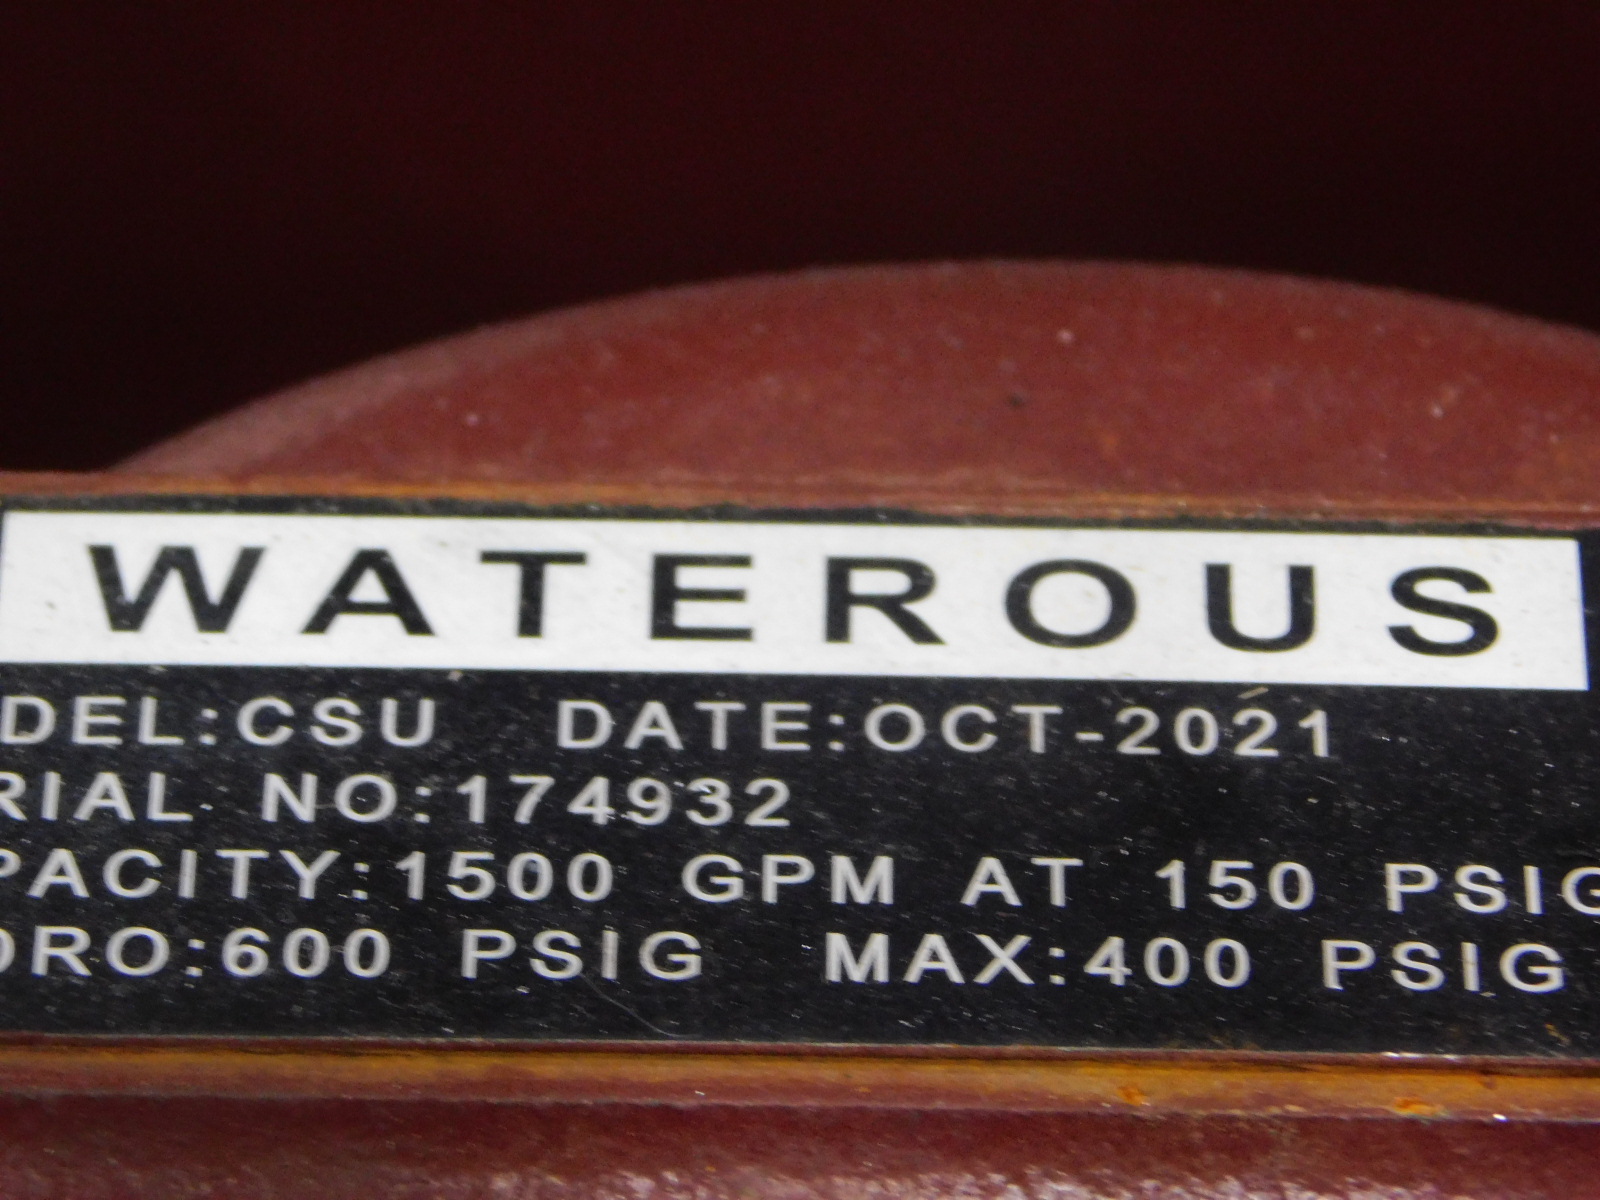 WATEROUS
DEL:CSU DATE:OCT-2021
RIAL NO:174932
PACITY:1500 GPM AT 150 PSIG
DRO:600 PSIG MAX:400 PSIG